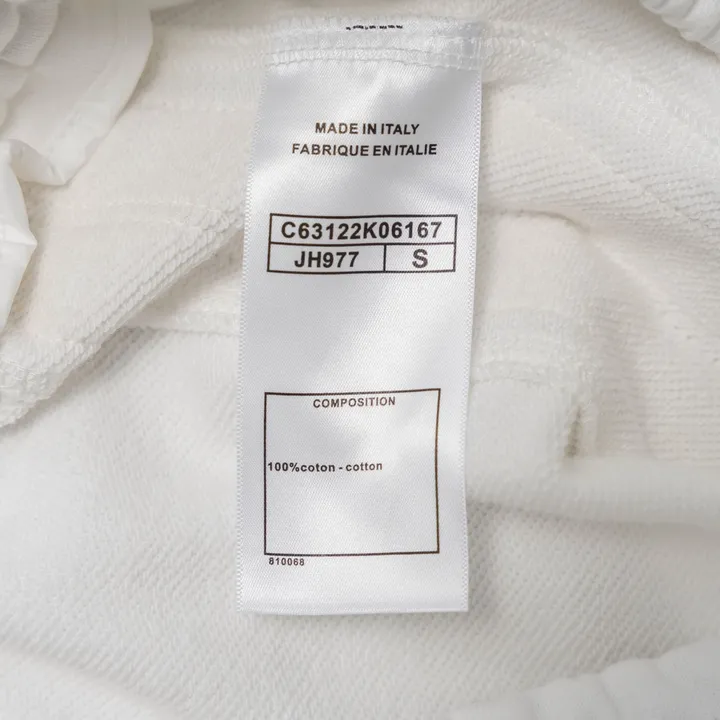 MADE IN ITALY
FABRIQUE EN ITALIE
C63122K06167
JH977 S
COMPOSITION
100%coton - cotton
810068